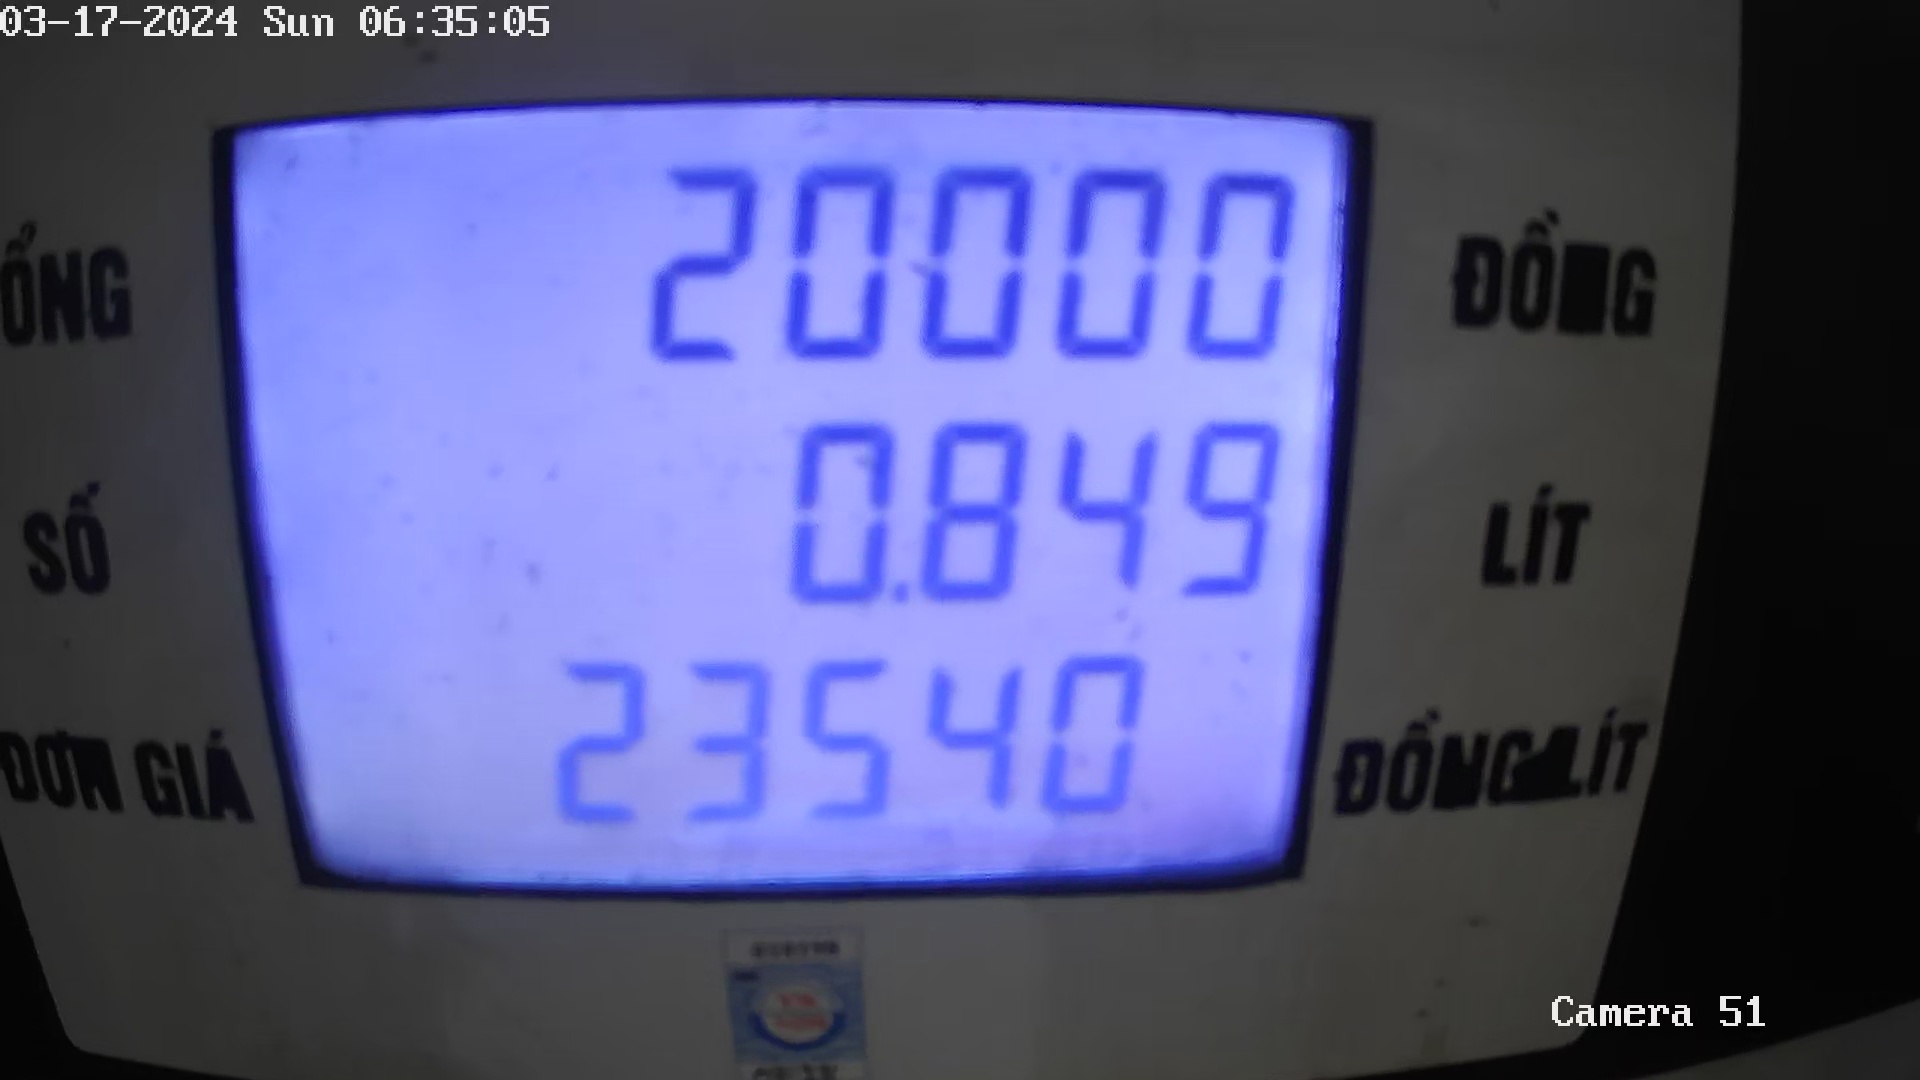 03-17-2024 Sun 06:35:05
20000
ĐỒNG
SỐ
0.849
LÍT
ĐƠN GIÁ
23540
ĐỒNG/LÍT
Camera 51